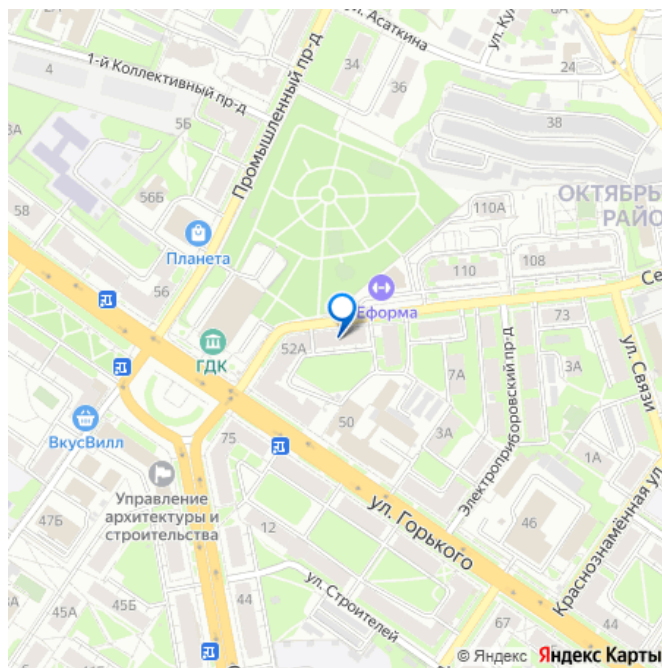 ул. Асаткина
ул. Ку
1-й Коллективный пр-д
Промышленный пр-д
34
36
24
4
5Б
38
3А
56Б
ОКТЯБРЬ
РАЙО
110А
58
Планета
110
108
Се
56
Еформа
73
ГДК
52А
ул. Связи
7А
Электроприборовский пр-д
50
ВкусВилл
75
3А
1А
Управление
архитектуры и
строительства
ул. Горького
Краснознамённая ул
47Б
12
46
ул. Строителей
45А
45Б
44
67
44
© Яндекс Яндекс Карты